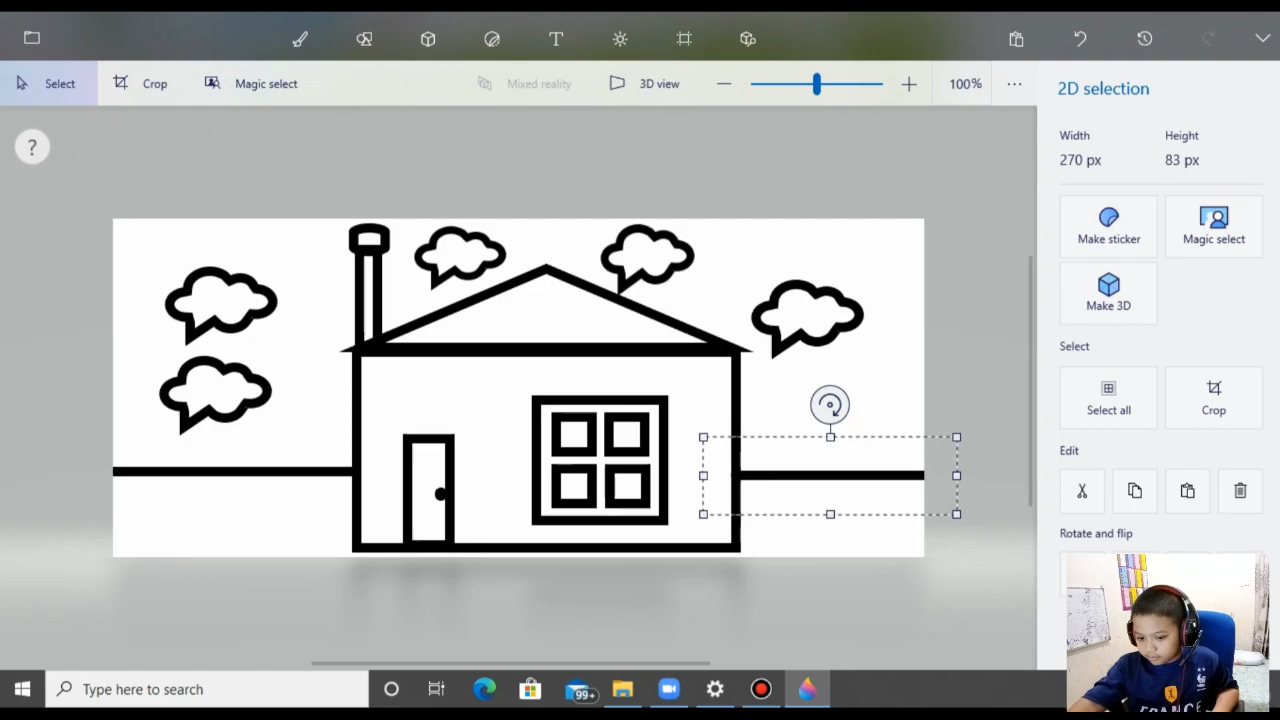 Select
Crop
Magic select
Mixed reality
3D view
100%
2D selection
?
Width
Height
270 px
83 px
Make sticker
Magic select
Make 3D
Select
Select all
Crop
Edit
Rotate and flip
FRANCE
Type here to search
99+